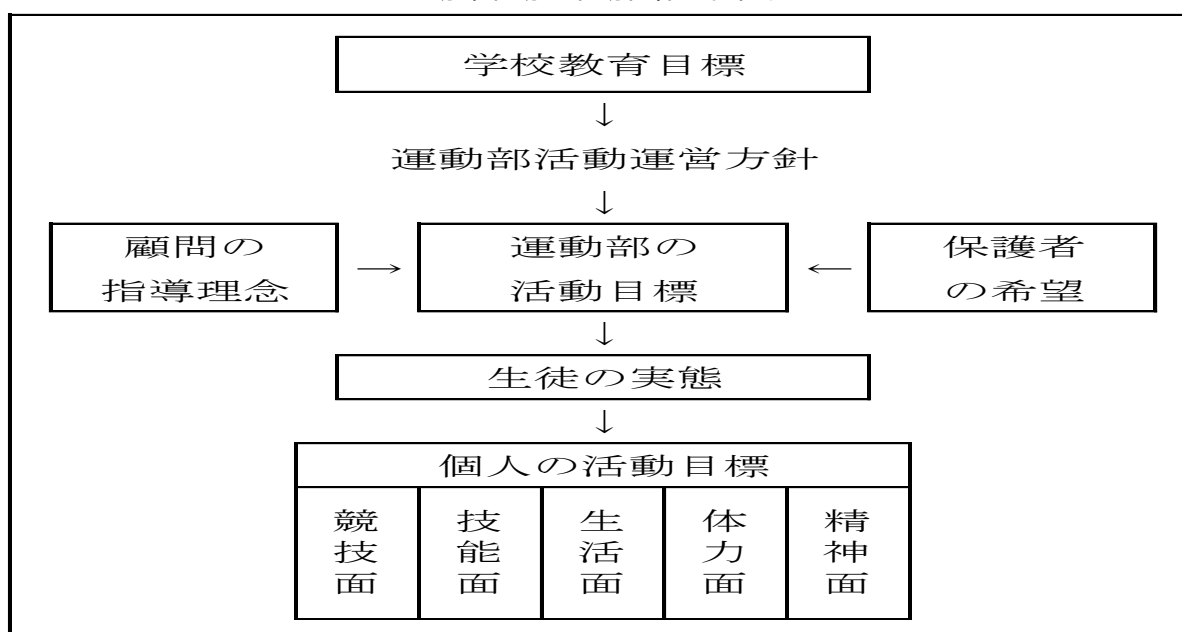 学校教育目標
↓
運動部活動運営方針
↓
顧問の
指導理念
→
運動部の
活動目標
←
保護者
の希望
↓
生徒の実態
↓
個人の活動目標
競技面
技能面
生活面
体力面
精神面